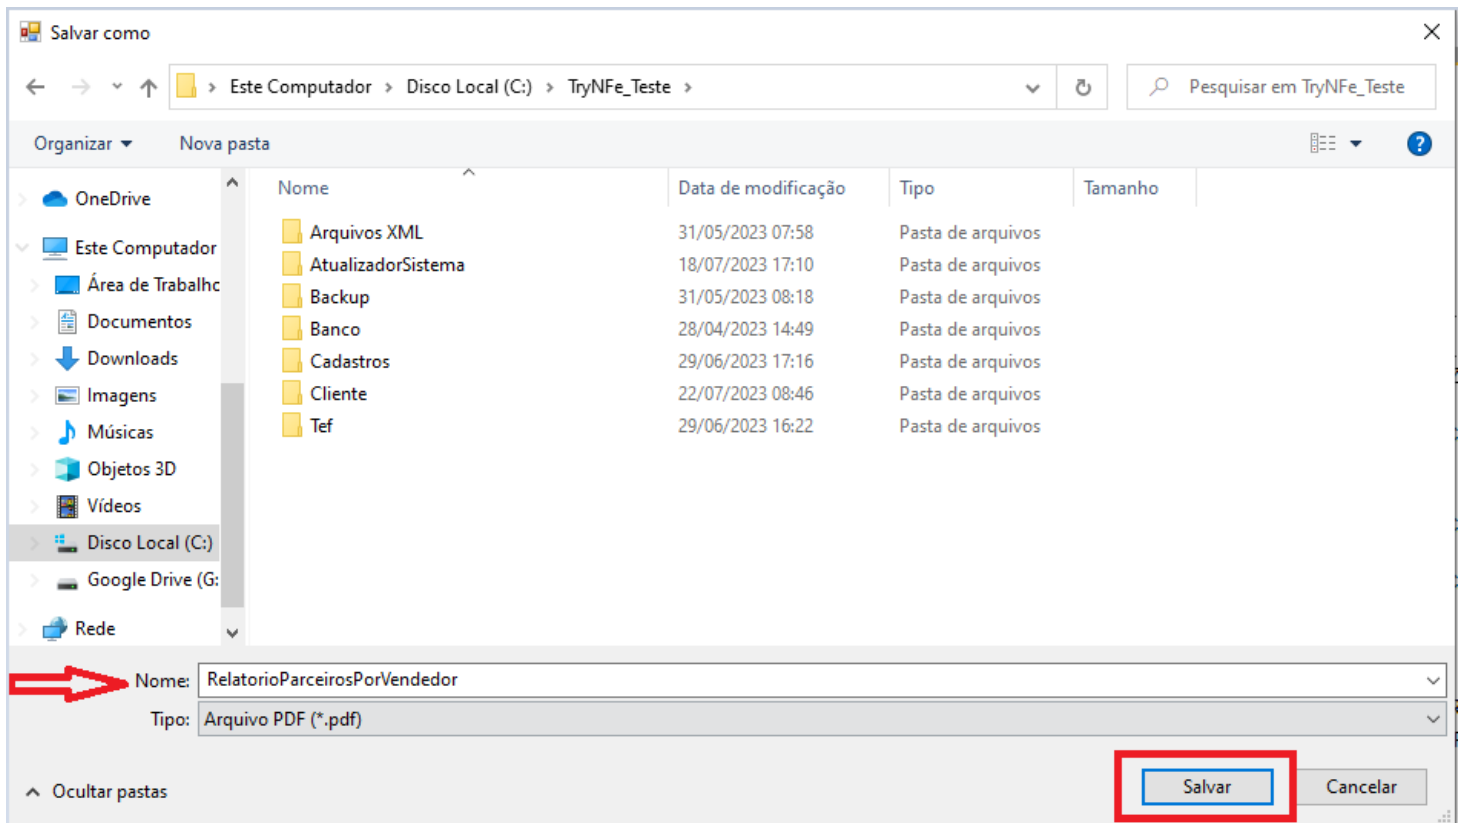 Salvar como
Este Computador > Disco Local (C:) > TryNFe_Teste >
Pesquisar em TryNFe_Teste
Organizar
Nova pasta
OneDrive
Este Computador
Área de Trabalho
Documentos
Downloads
Imagens
Músicas
Objetos 3D
Vídeos
Disco Local (C:)
Google Drive (G:
Rede
Nome Data de modificação Tipo Tamanho
Arquivos XML 31/05/2023 07:58 Pasta de arquivos
AtualizadorSistema 18/07/2023 17:10 Pasta de arquivos
Backup 31/05/2023 08:18 Pasta de arquivos
Banco 28/04/2023 14:49 Pasta de arquivos
Cadastros 29/06/2023 17:16 Pasta de arquivos
Cliente 22/07/2023 08:46 Pasta de arquivos
Tef 29/06/2023 16:22 Pasta de arquivos
Nome: RelatorioParceirosPorVendedor
Tipo: Arquivo PDF (*.pdf)
Ocultar pastas
Salvar
Cancelar